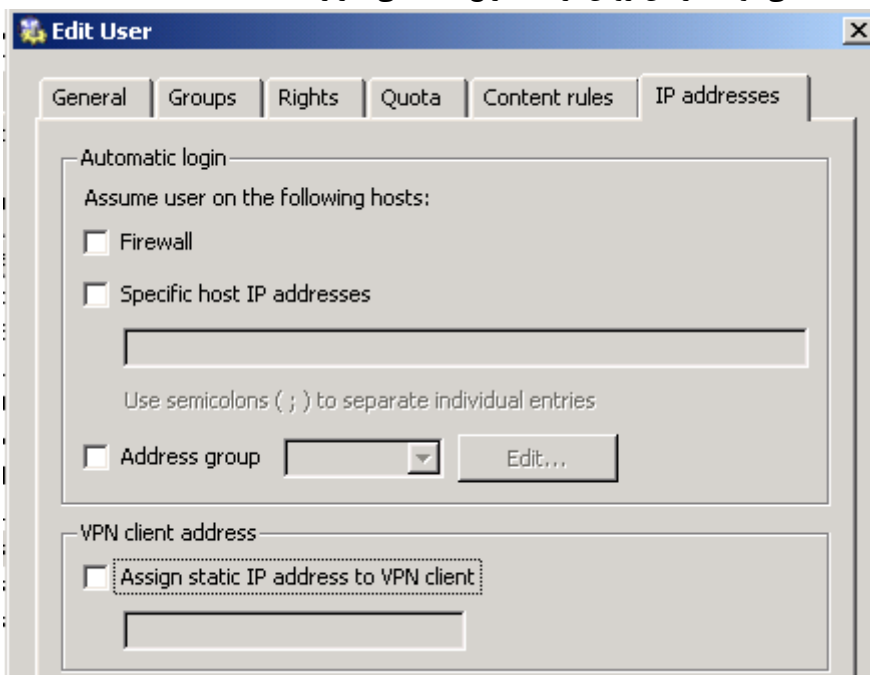 Edit User
General Groups Rights Quota Content rules IP addresses
Automatic login
Assume user on the following hosts:
Firewall
Specific host IP addresses
Use semicolons ( ; ) to separate individual entries
Address group Edit...
VPN client address
Assign static IP address to VPN client